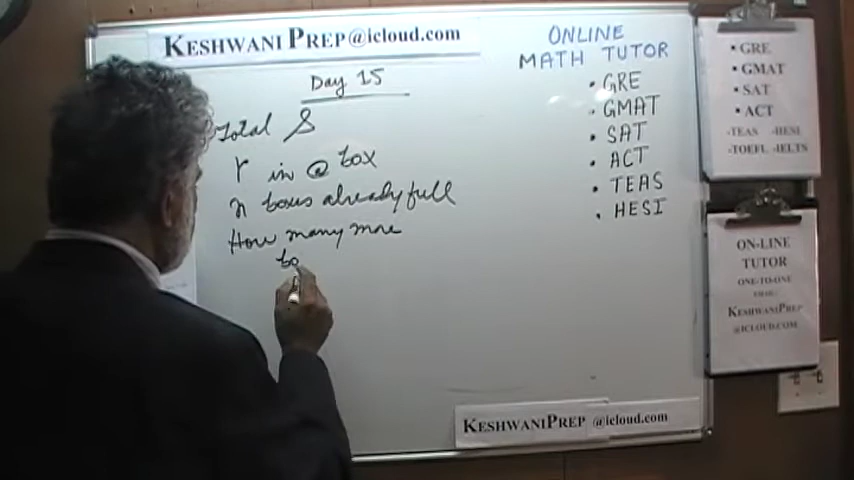 KESHWANI PREP@icloud.com
Day 15
Total S
r in @ box
n boxes already full
How many more
bo
ONLINE
MATH TUTOR
• GRE
• GMAT
• SAT
• ACT
• TEAS
• HESI
• GRE
• GMAT
• SAT
• ACT
-TEAS -HESI
-TOEFL -IELTS
ON-LINE
TUTOR
ONE-TO-ONE
EMAIL:
KESHWANIPREP
@ICLOUD.COM
KESHWANIPREP @icloud.com